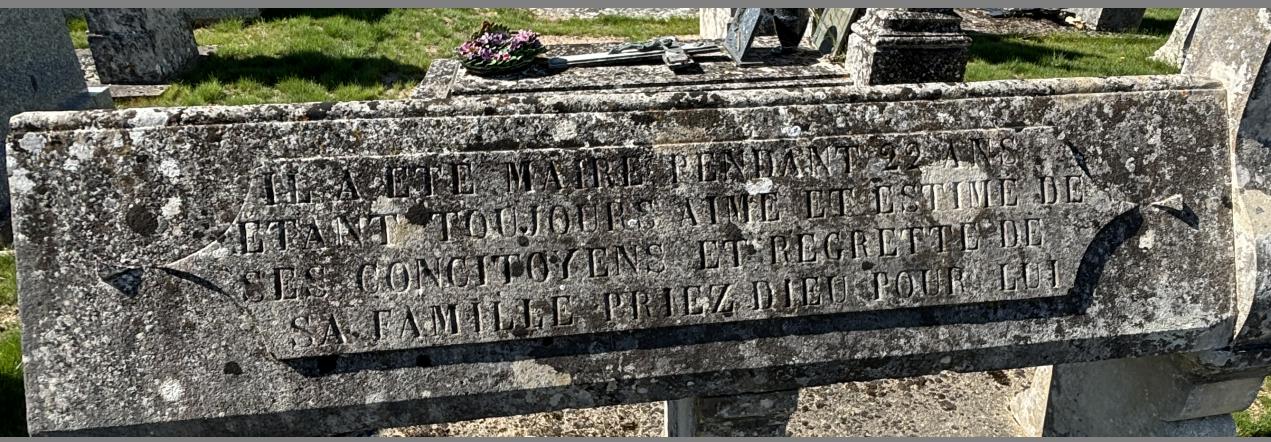 IL A ETE MAIRE PENDANT 22 ANS
ETANT TOUJOURS AIME ET ESTIME DE
SES CONCITOYENS ET REGRETTE DE
SA FAMILLE PRIEZ DIEU POUR LUI